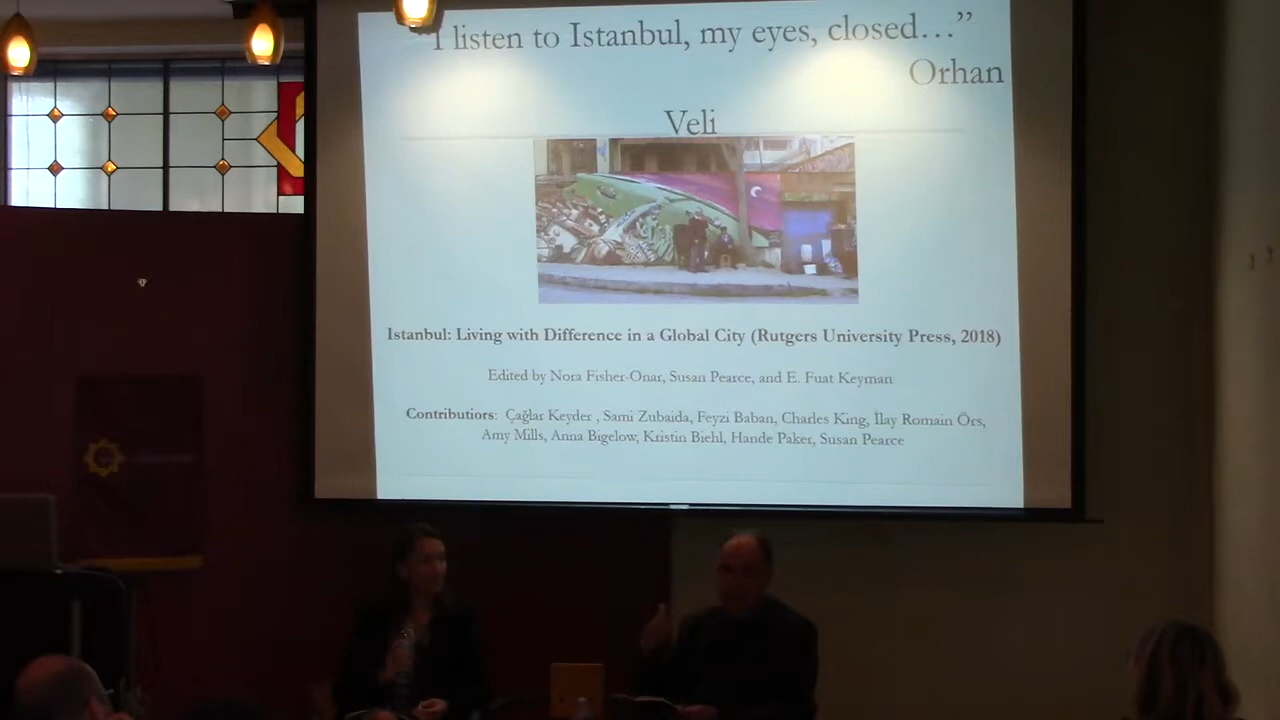 "I listen to Istanbul, my eyes, closed…”
Orhan
Veli
Istanbul: Living with Difference in a Global City (Rutgers University Press, 2018)
Edited by Nora Fisher-Onar, Susan Pearce, and E. Fuat Keyman
Contributiors: Çağlar Keyder , Sami Zubaida, Feyzi Baban, Charles King, İlay Romain Örs,
Amy Mills, Anna Bigelow, Kristin Biehl, Hande Paker, Susan Pearce